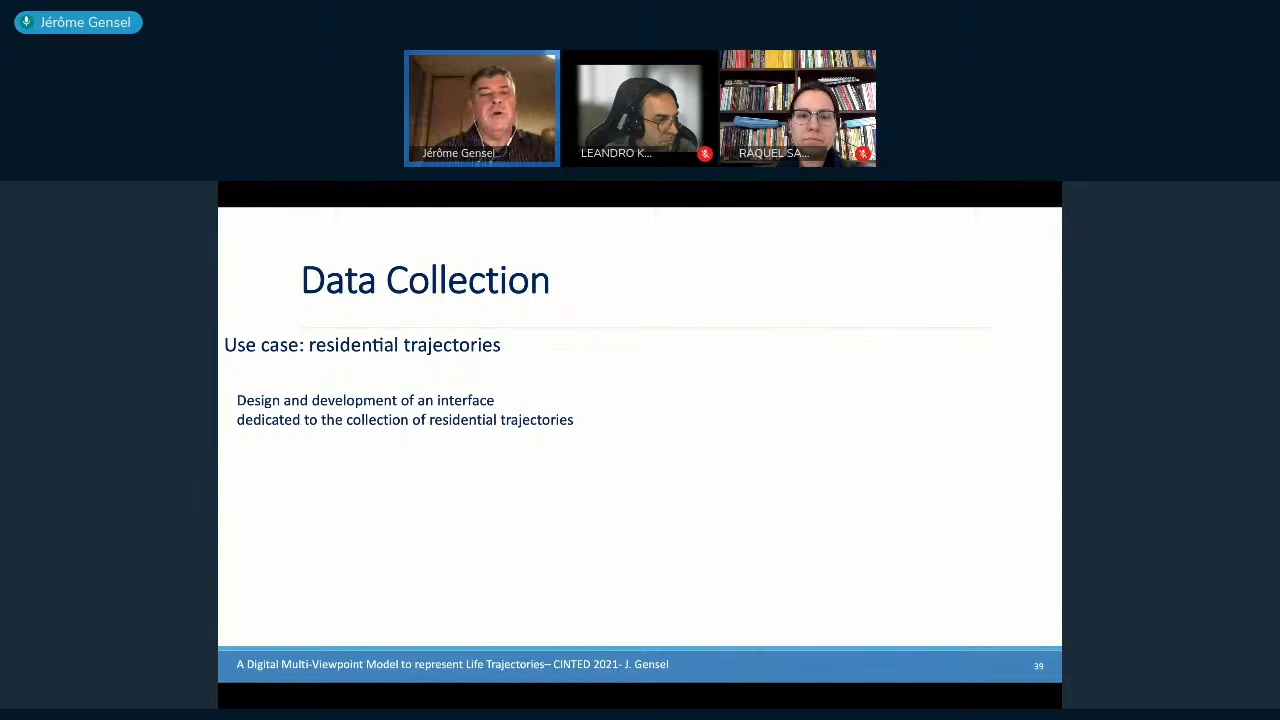 Jérôme Gensel
Jérôme Gensel
LEANDRO K...
RAQUEL SA...
Data Collection
Use case: residential trajectories
Design and development of an interface
dedicated to the collection of residential trajectories
A Digital Multi-Viewpoint Model to represent Life Trajectories– CINTED 2021- J. Gensel
39